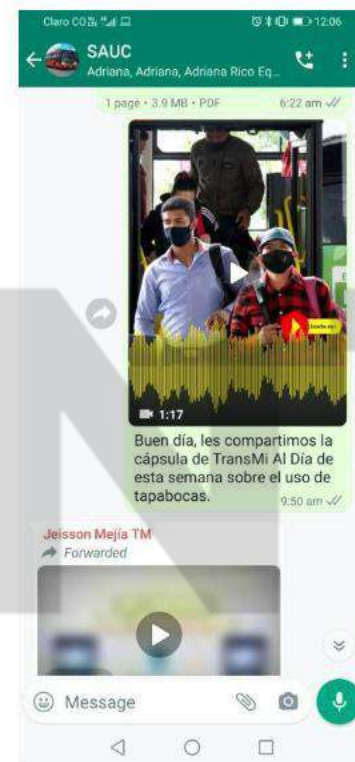 Claro CO 12:06
SAUC
Adriana, Adriana, Adriana Rico Eq...
1 page • 3.9 MB • PDF 6:22 am
1:17
Buen día, les compartimos la
cápsula de TransMi Al Día de
esta semana sobre el uso de
tapabocas.
9:50 am
Jeisson Mejía TM
Forwarded
Message